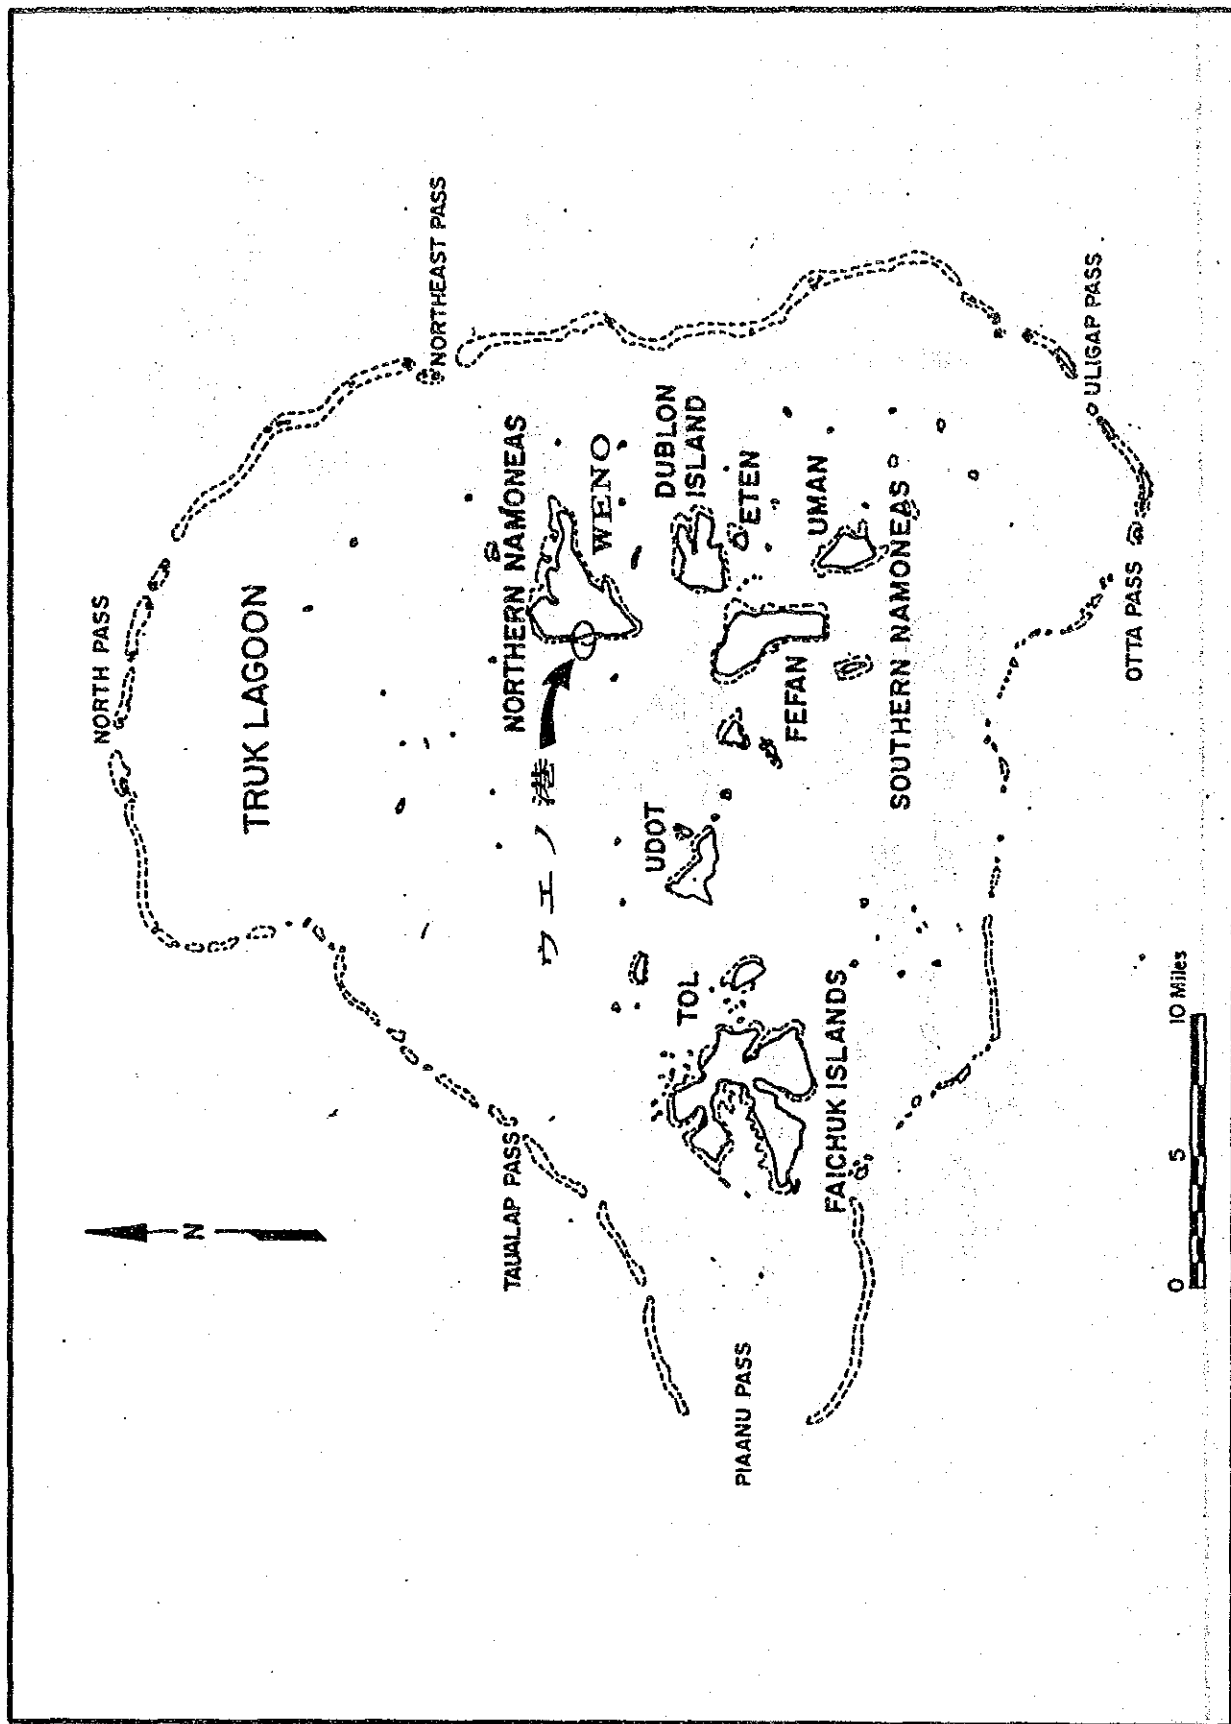 NORTH PASS
TRUK LAGOON
NORTHEAST PASS
N
NORTHERN NAMONEAS
ウエノ港
WENO
TAUALAP PASS
UDOT
DUBLON
ISLAND
TOL
ETEN
PIAANU PASS
FEFAN
UMAN
FAICHUK ISLANDS
SOUTHERN NAMONEAS
ULIGAP PASS
OTTA PASS
0 5 10 Miles